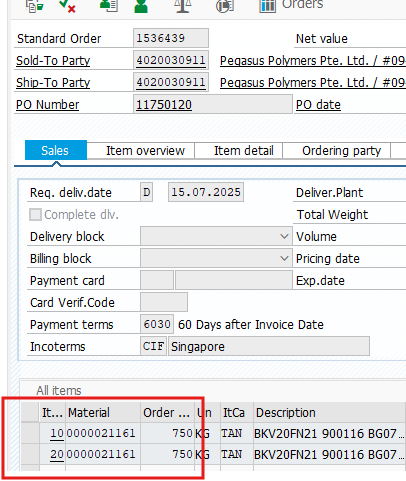 Orders
Standard Order 1536439 Net value
Sold-To Party 4020030911 Pegasus Polymers Pte. Ltd. / #09
Ship-To Party 4020030911 Pegasus Polymers Pte. Ltd. / #09
PO Number 11750120 PO date
Sales Item overview Item detail Ordering party
Req. deliv.date D 15.07.2025 Deliver.Plant
Complete dlv. Total Weight
Delivery block Volume
Billing block Pricing date
Payment card Exp.date
Card Verif.Code
Payment terms 6030 60 Days after Invoice Date
Incoterms CIF Singapore
All items
It... Material Order ... Un ItCa Description
10 0000021161 750 KG TAN BKV20FN21 900116 BG07...
20 0000021161 750 KG TAN BKV20FN21 900116 BG07...